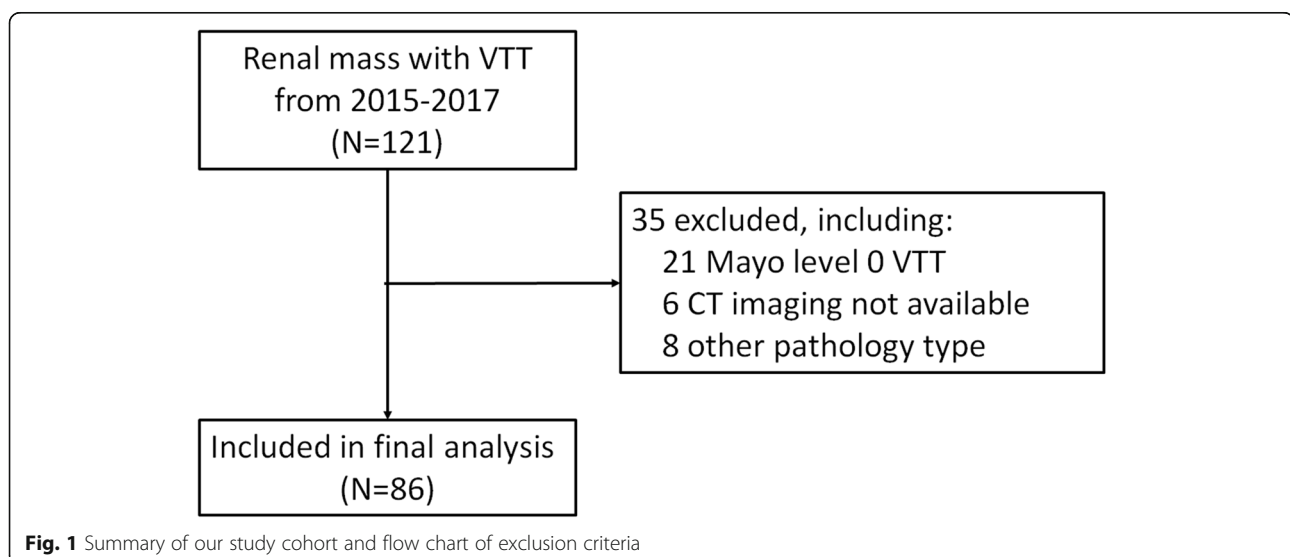 Renal mass with VTT
from 2015-2017
(N=121)
35 excluded, including:
21 Mayo level 0 VTT
6 CT imaging not available
8 other pathology type
Included in final analysis
(N=86)
Fig. 1 Summary of our study cohort and flow chart of exclusion criteria